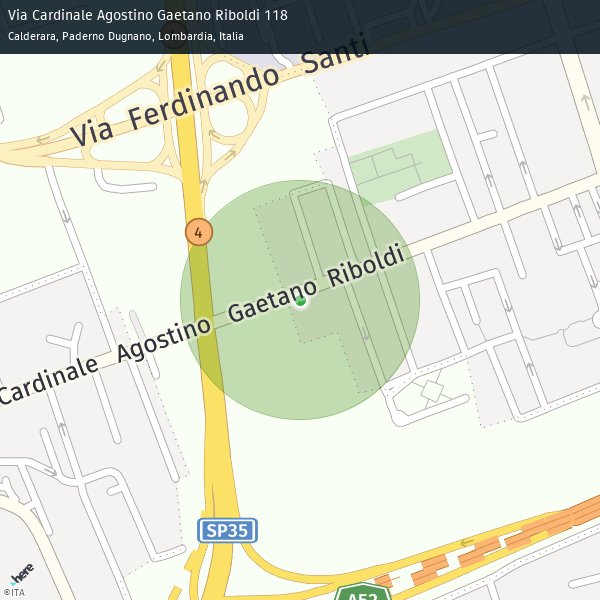 Via Cardinale Agostino Gaetano Riboldi 118
Calderara, Paderno Dugnano, Lombardia, Italia
Via Ferdinando Santi
4
Cardinale Agostino Gaetano Riboldi
SP35
A52
here
©ITA